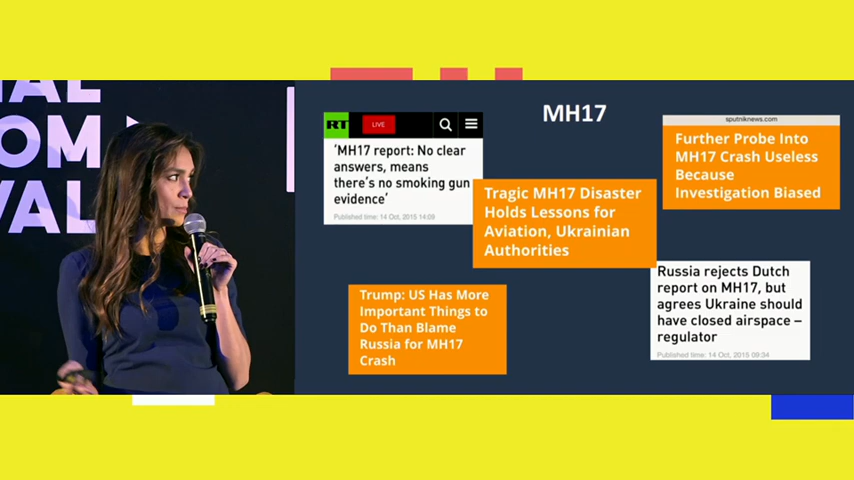 OM
VAL
MH17
RT
LIVE
'MH17 report: No clear
answers, means
there's no smoking gun
evidence'
Published time: 14 Oct, 2015 14:09
sputniknews.com
Further Probe Into
MH17 Crash Useless
Because
Investigation Biased
Tragic MH17 Disaster
Holds Lessons for
Aviation, Ukrainian
Authorities
Trump: US Has More
Important Things to
Do Than Blame
Russia for MH17
Crash
Russia rejects Dutch
report on MH17, but
agrees Ukraine should
have closed airspace –
regulator
Published time: 14 Oct, 2015 09:34